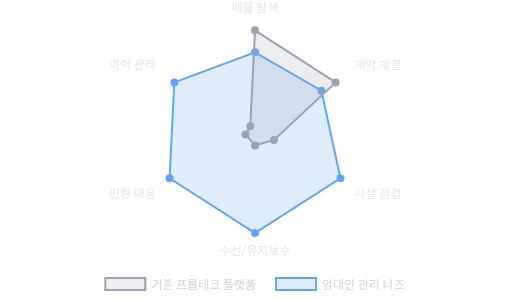 매물 탐색
이력 관리
계약 체결
민원 대응
시설 점검
수선/유지보수
기존 프롭테크 플랫폼
임대인 관리 니즈